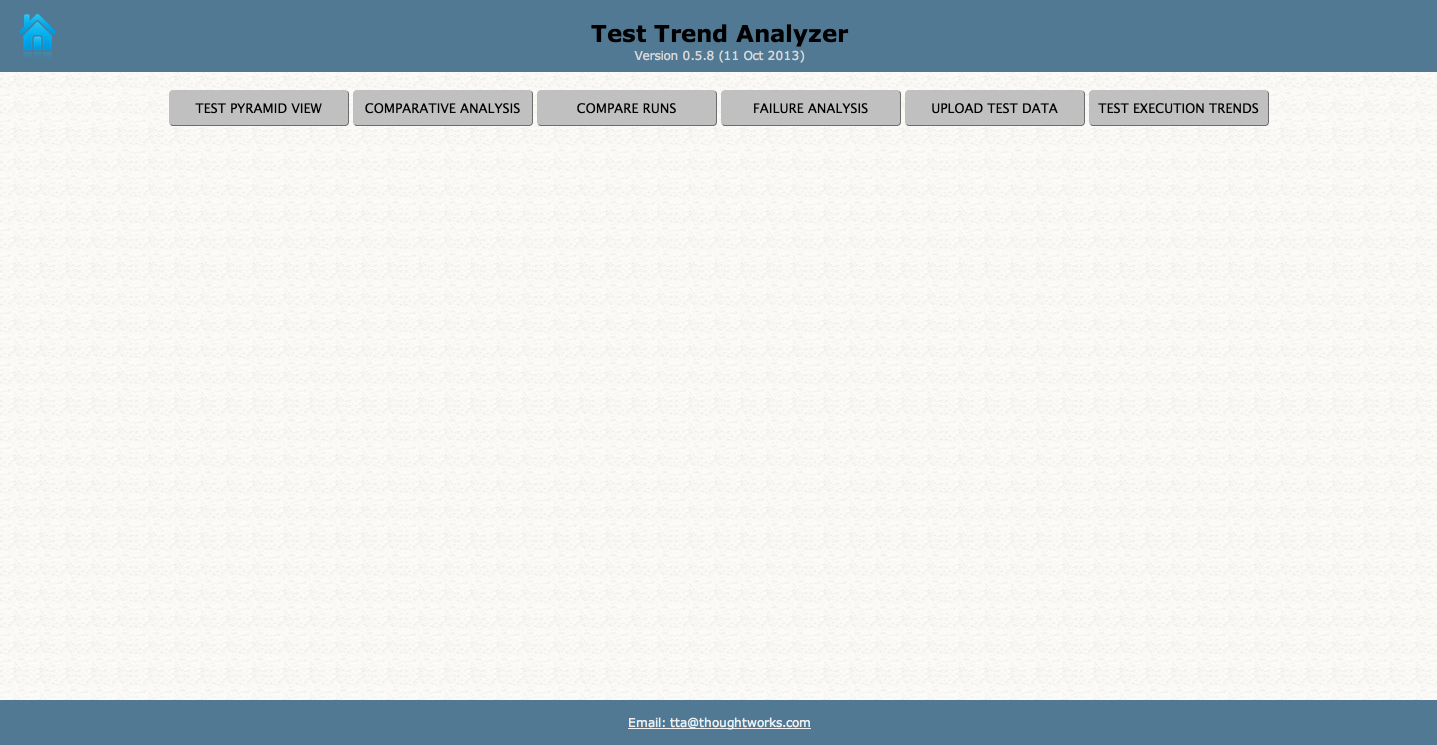 Test Trend Analyzer
Version 0.5.8 (11 Oct 2013)
TEST PYRAMID VIEW COMPARATIVE ANALYSIS COMPARE RUNS FAILURE ANALYSIS UPLOAD TEST DATA TEST EXECUTION TRENDS
Email: tta@thoughtworks.com